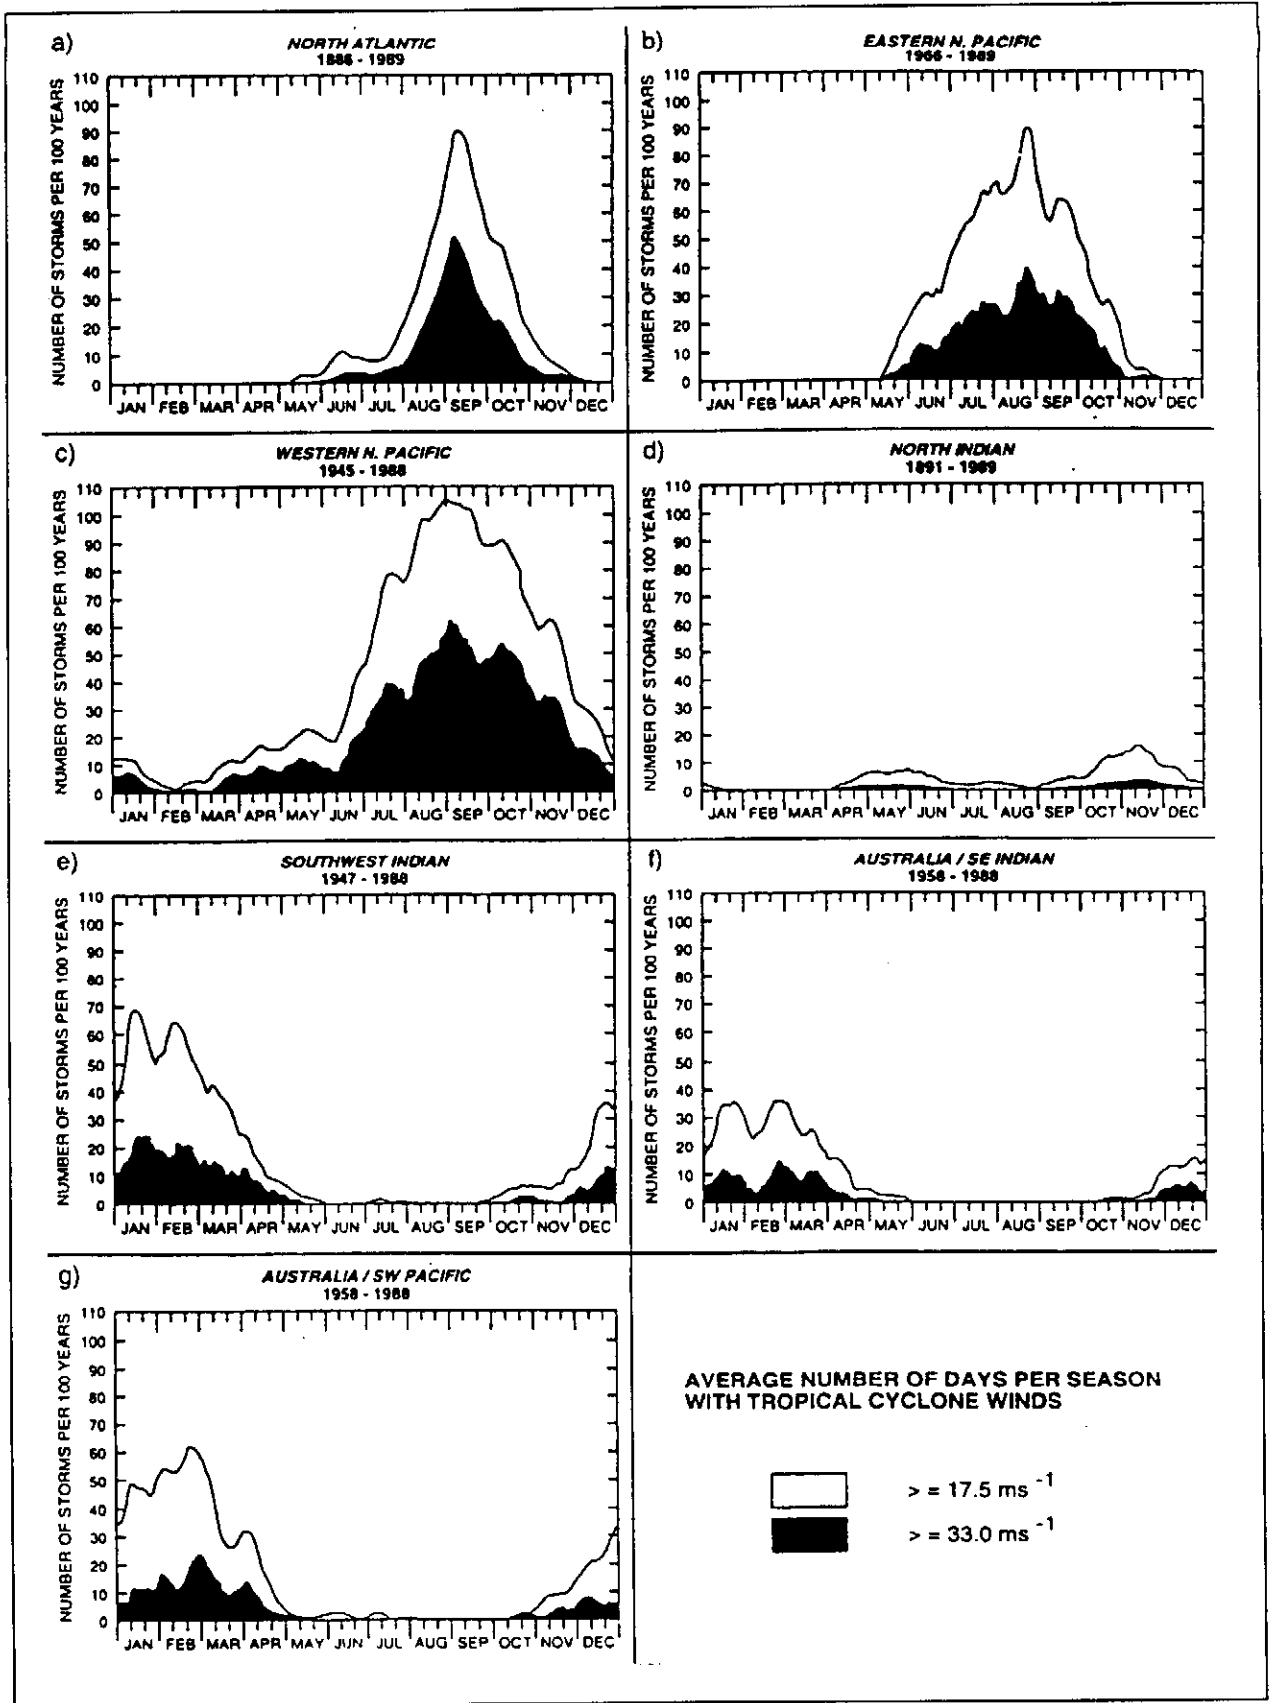 a)
NORTH ATLANTIC
1886 - 1989
NUMBER OF STORMS PER 100 YEARS
110
100
90
80
70
60
50
40
30
20
10
0
JAN FEB MAR APR MAY JUN JUL AUG SEP OCT NOV DEC
b)
EASTERN N. PACIFIC
1966 - 1989
NUMBER OF STORMS PER 100 YEARS
110
100
90
80
70
60
50
40
30
20
10
0
JAN FEB MAR APR MAY JUN JUL AUG SEP OCT NOV DEC
c)
WESTERN N. PACIFIC
1945 - 1988
NUMBER OF STORMS PER 100 YEARS
110
100
90
80
70
60
50
40
30
20
10
0
JAN FEB MAR APR MAY JUN JUL AUG SEP OCT NOV DEC
d)
NORTH INDIAN
1891 - 1989
NUMBER OF STORMS PER 100 YEARS
110
100
90
80
70
60
50
40
30
20
10
0
JAN FEB MAR APR MAY JUN JUL AUG SEP OCT NOV DEC
e)
SOUTHWEST INDIAN
1947 - 1988
NUMBER OF STORMS PER 100 YEARS
110
100
90
80
70
60
50
40
30
20
10
0
JAN FEB MAR APR MAY JUN JUL AUG SEP OCT NOV DEC
f)
AUSTRALIA / SE INDIAN
1958 - 1988
NUMBER OF STORMS PER 100 YEARS
110
100
90
80
70
60
50
40
30
20
10
0
JAN FEB MAR APR MAY JUN JUL AUG SEP OCT NOV DEC
g)
AUSTRALIA / SW PACIFIC
1958 - 1988
NUMBER OF STORMS PER 100 YEARS
110
100
90
80
70
60
50
40
30
20
10
0
JAN FEB MAR APR MAY JUN JUL AUG SEP OCT NOV DEC
AVERAGE NUMBER OF DAYS PER SEASON
WITH TROPICAL CYCLONE WINDS
> = 17.5 ms -1
> = 33.0 ms -1